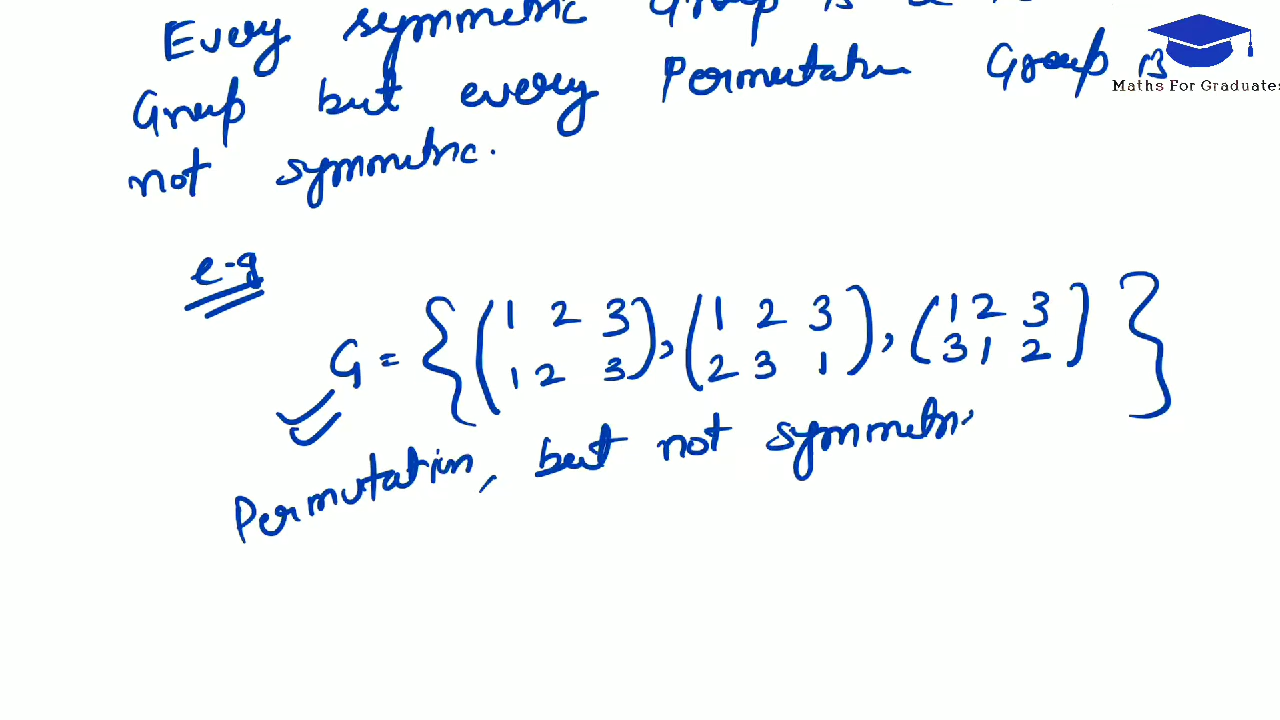 Every symmetric Group is a
Group but every Permutation Group is
not symmetric.
Maths For Graduates
e-g
G = {(1 2 3), (1 2 3), (1 2 3)}
1 2 3 2 3 1 3 1 2
Permutation, but not symmetric